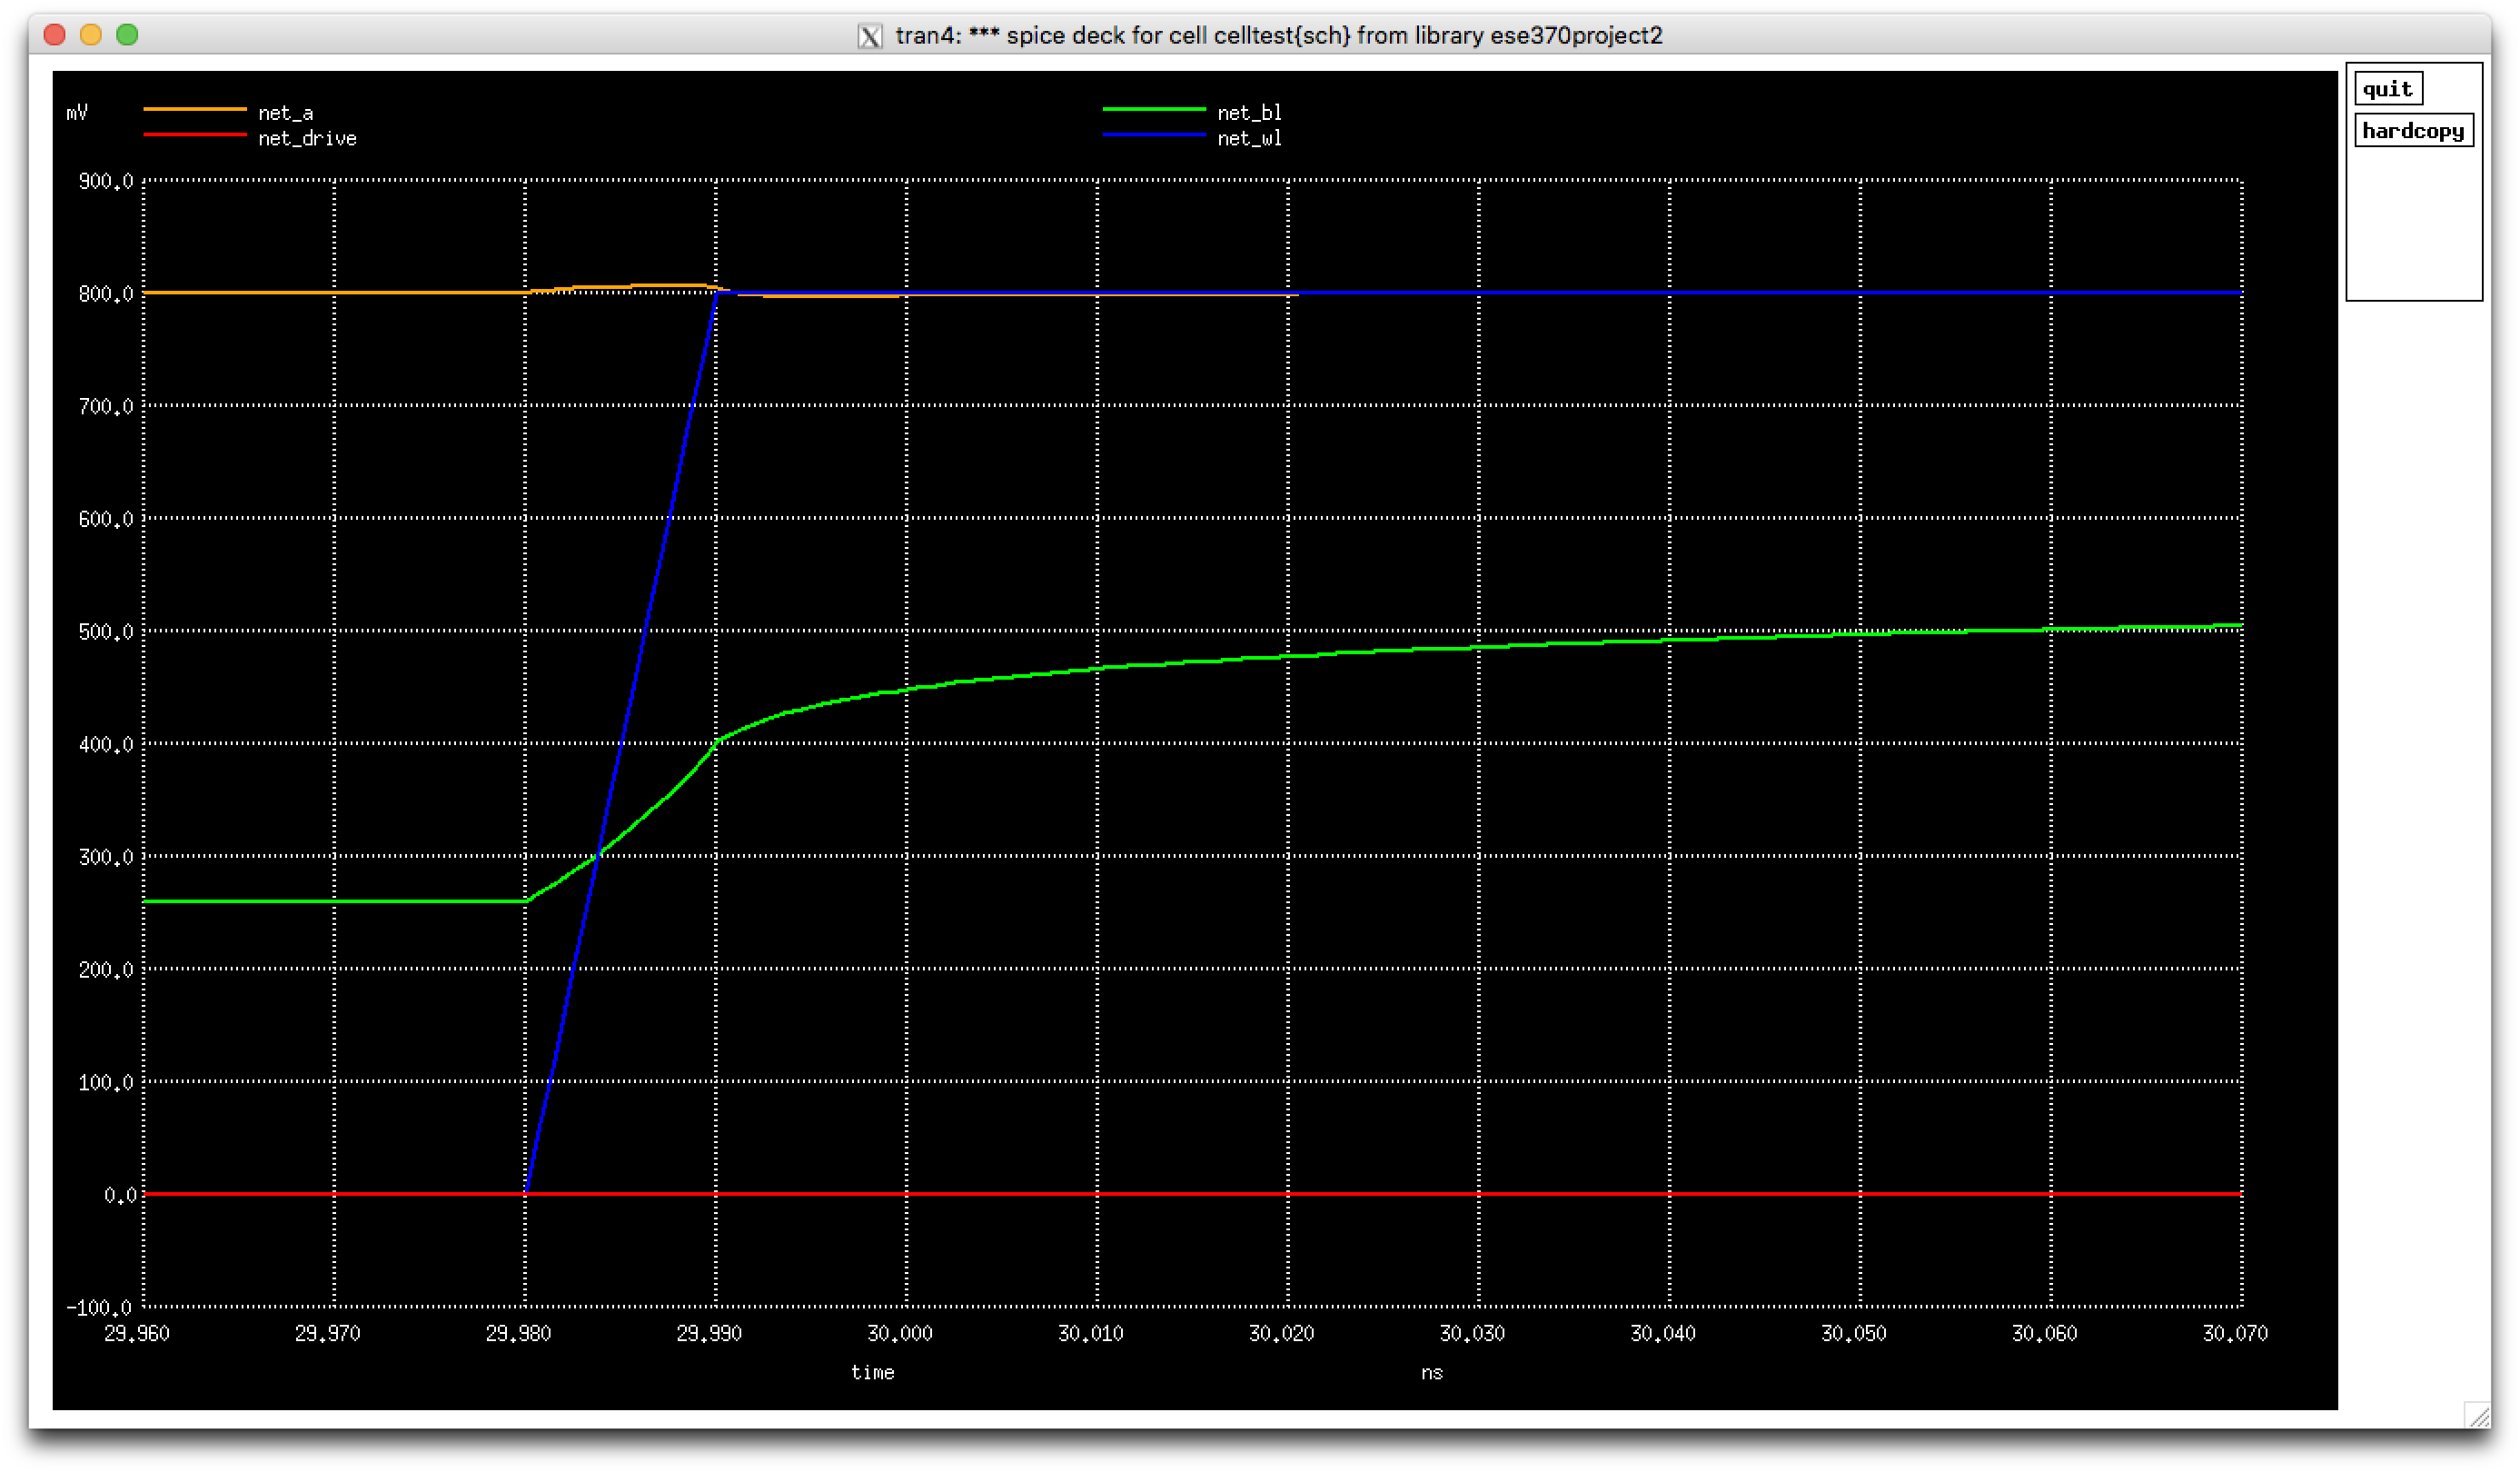 X tran4: *** spice deck for cell celltest{sch} from library ese370project2
quit
hardcopy
mV net_a net_bl
net_drive net_wl
900.0
800.0
700.0
600.0
500.0
400.0
300.0
200.0
100.0
0.0
-100.0
29.960 29.970 29.980 29.990 30.000 30.010 30.020 30.030 30.040 30.050 30.060 30.070
time ns